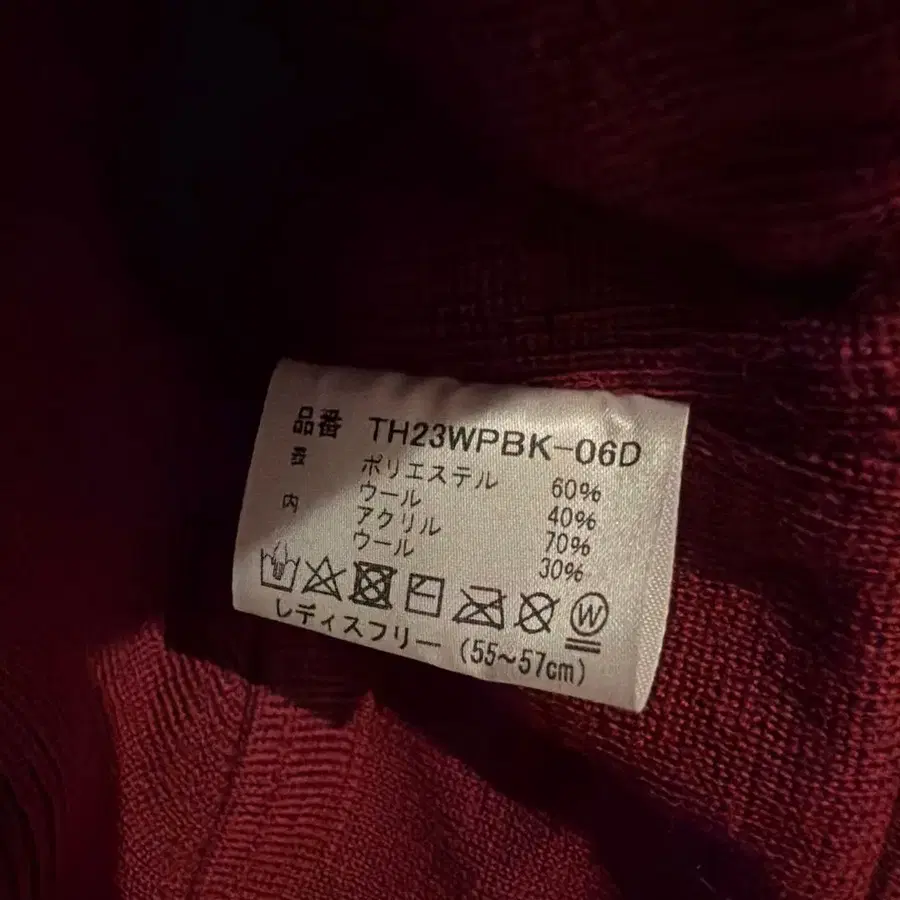 品番 TH23WPBK-06D
表 ポリエステル 60%
ウール 40%
内 アクリル 70%
ウール 30%
W
レディスフリー (55~57cm)